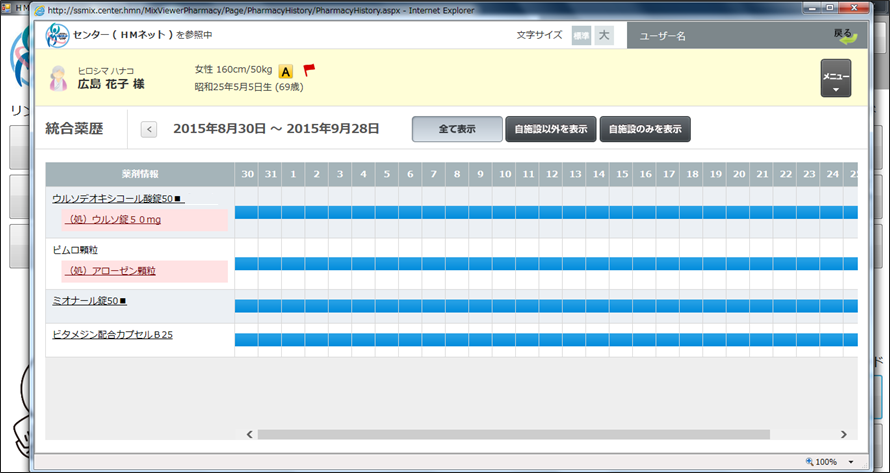 http://ssmix.center.hmn/MixViewerPharmacy/Page/PharmacyHistory/PharmacyHistory.aspx - Internet Explorer
センター ( HMネット ) を参照中
文字サイズ 標準 大 ユーザー名 戻る
ヒロシマ ハナコ
広島 花子 様
女性 160cm/50kg A
昭和25年5月5日生 (69歳)
メニュー
統合薬歴 < 2015年8月30日 ～ 2015年9月28日 全て表示 自施設以外を表示 自施設のみを表示
薬剤情報 30 31 1 2 3 4 5 6 7 8 9 10 11 12 13 14 15 16 17 18 19 20 21 22 23 24
ウルソデオキシコール酸錠50■
（処）ウルソ錠５０mg
ピムロ顆粒
（処）アローゼン顆粒
ミオナール錠50■
ビタメジン配合カプセルＢ25
100%